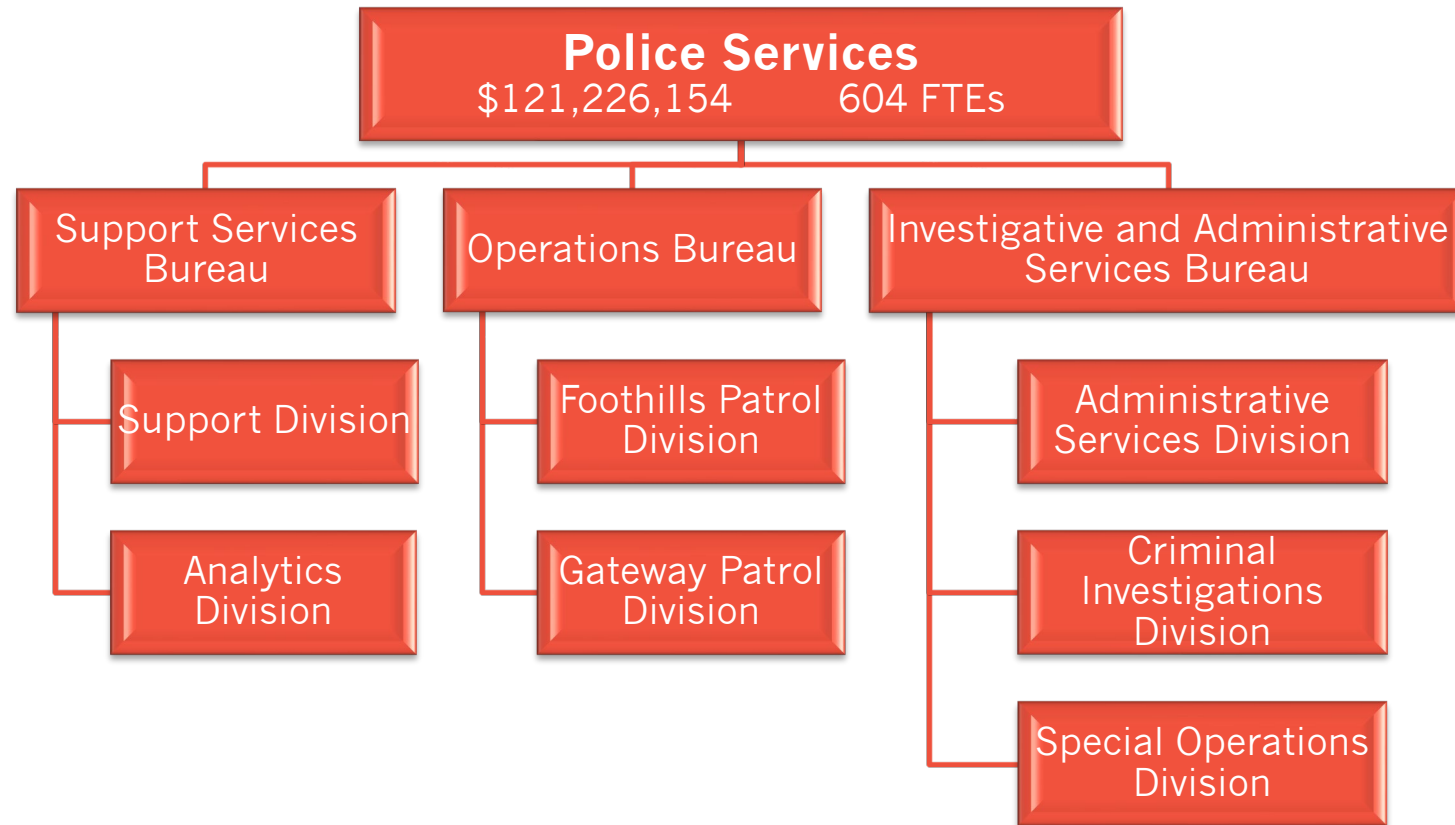 Police Services
$121,226,154 604 FTEs
Support Services
Bureau
Operations Bureau
Investigative and Administrative
Services Bureau
Support Division
Foothills Patrol
Division
Administrative
Services Division
Analytics
Division
Gateway Patrol
Division
Criminal
Investigations
Division
Special Operations
Division